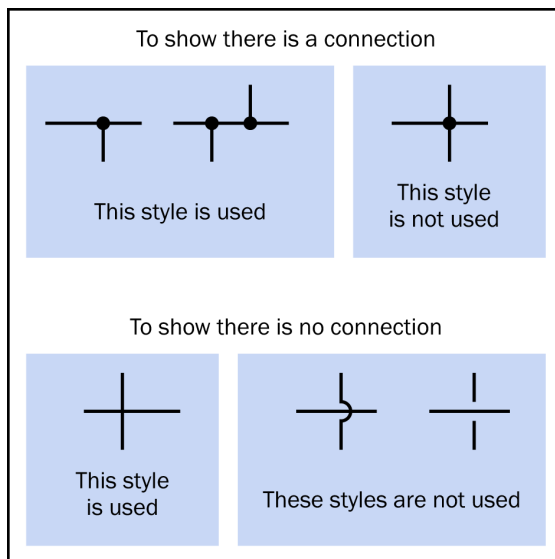 To show there is a connection
This style is used
This style
is not used
To show there is no connection
This style
is used
These styles are not used